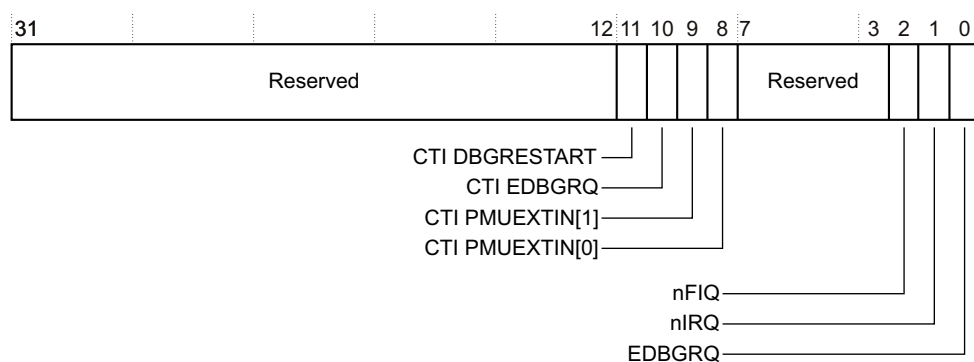 31 12 11 10 9 8 7 3 2 1 0
Reserved Reserved
CTI DBGRESTART
CTI EDBGRQ
CTI PMUEXTIN[1]
CTI PMUEXTIN[0]
nFIQ
nIRQ
EDBGRQ